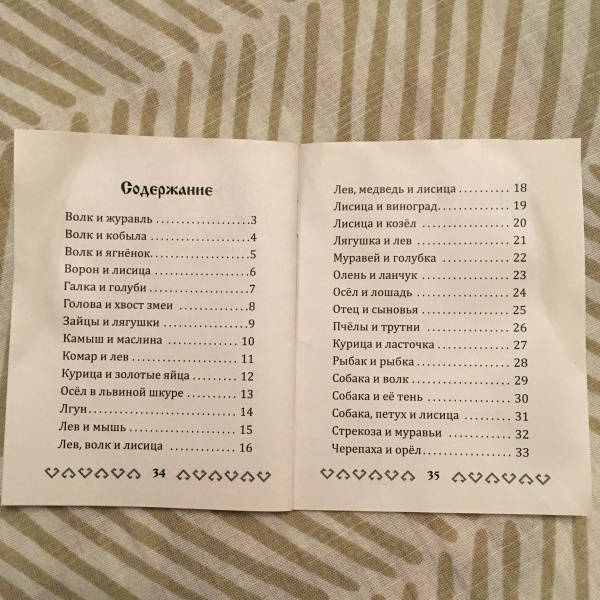 Содержание
Волк и журавль ....................3
Волк и кобыла ....................4
Волк и ягнёнок....................5
Ворон и лисица ....................6
Галка и голуби ....................7
Голова и хвост змеи ................8
Зайцы и лягушки ..................9
Камыш и маслина ................ 10
Комар и лев ...................... 11
Курица и золотые яйца ........... 12
Осёл в львиной шкуре ............ 13
Лгун.............................. 14
Лев и мышь ...................... 15
Лев, волк и лисица ............... 16
34
Лев, медведь и лисица .......... 18
Лисица и виноград.............. 19
Лисица и козёл ................. 20
Лягушка и лев .................. 21
Муравей и голубка .............. 22
Олень и ланчук ................. 23
Осёл и лошадь .................. 24
Отец и сыновья ................. 25
Пчёлы и трутни ................. 26
Курица и ласточка .............. 27
Рыбак и рыбка .................. 28
Собака и волк ................... 29
Собака и её тень ................ 30
Собака, петух и лисица .......... 31
Стрекоза и муравьи ............. 32
Черепаха и орёл................. 33
35